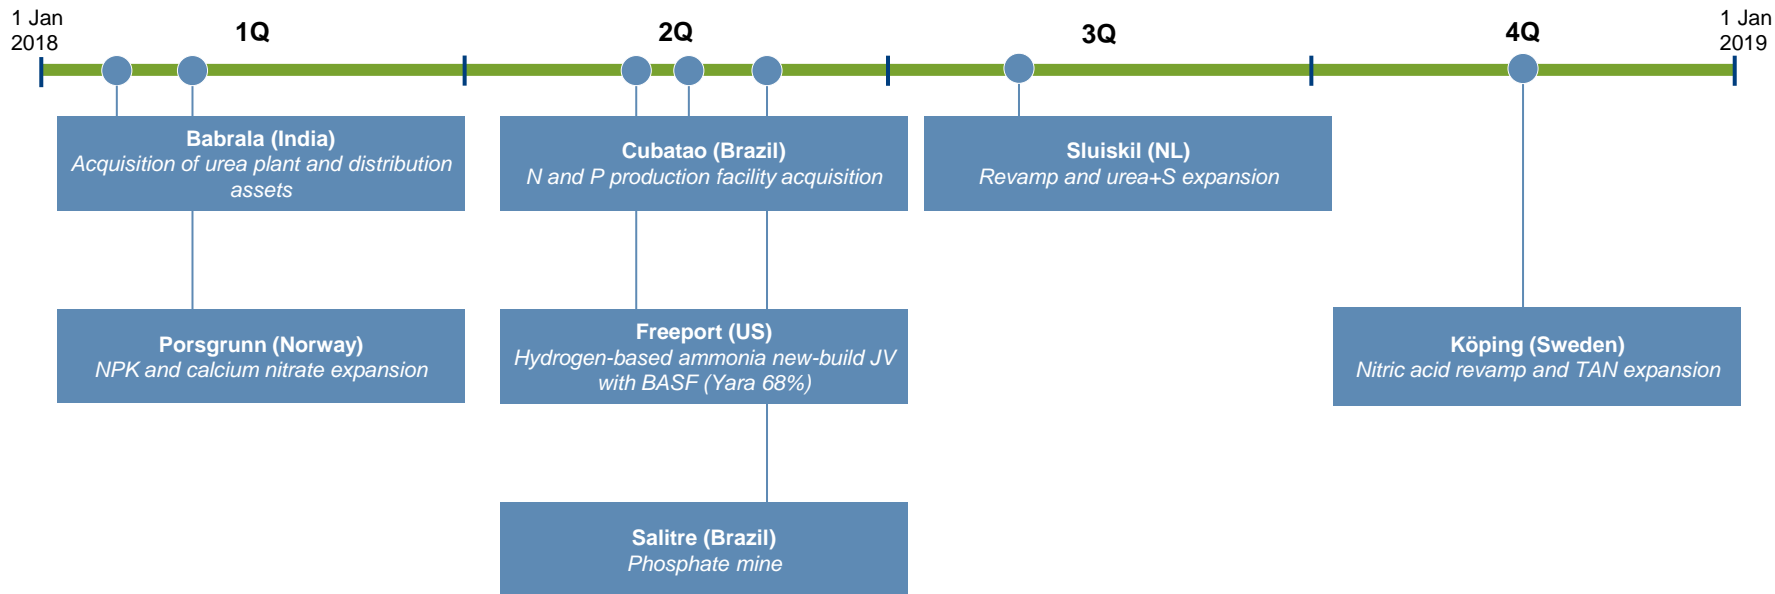 1 Jan
2018
1Q
2Q
3Q
4Q
1 Jan
2019
Babrala (India)
Acquisition of urea plant and distribution
assets
Cubatao (Brazil)
N and P production facility acquisition
Sluiskil (NL)
Revamp and urea+S expansion
Porsgrunn (Norway)
NPK and calcium nitrate expansion
Freeport (US)
Hydrogen-based ammonia new-build JV
with BASF (Yara 68%)
Köping (Sweden)
Nitric acid revamp and TAN expansion
Salitre (Brazil)
Phosphate mine